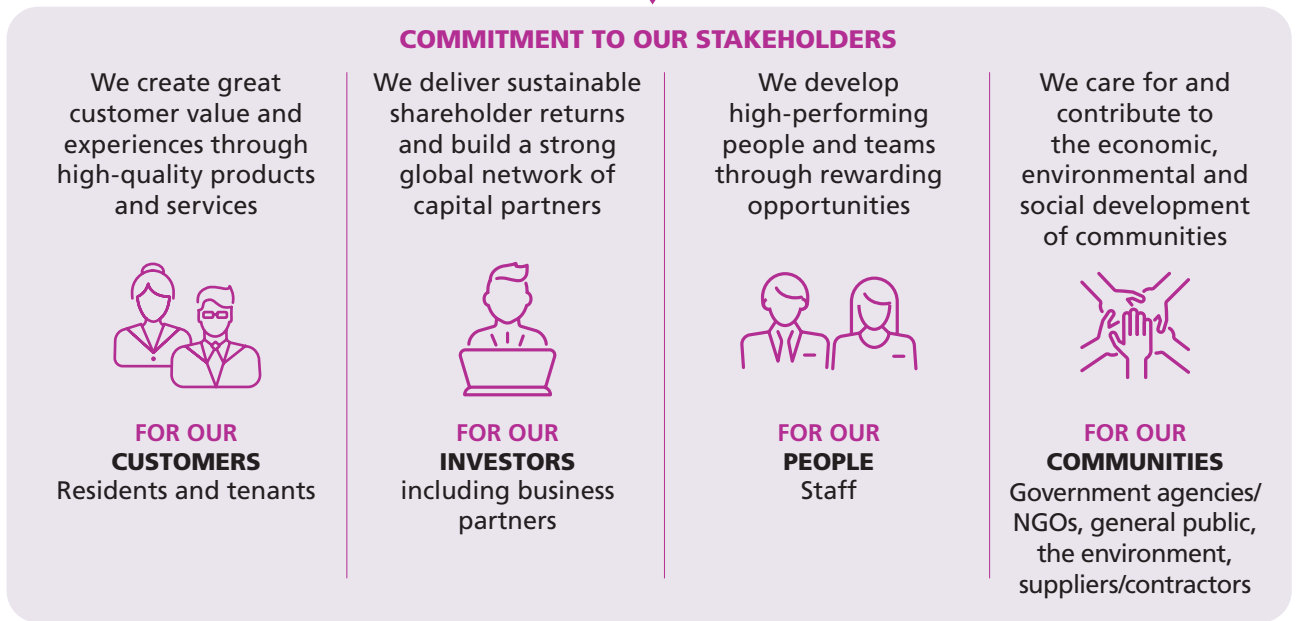 COMMITMENT TO OUR STAKEHOLDERS
We create great
customer value and
experiences through
high-quality products
and services
FOR OUR
CUSTOMERS
Residents and tenants
We deliver sustainable
shareholder returns
and build a strong
global network of
capital partners
FOR OUR
INVESTORS
including business
partners
We develop
high-performing
people and teams
through rewarding
opportunities
FOR OUR
PEOPLE
Staff
We care for and
contribute to
the economic,
environmental and
social development
of communities
FOR OUR
COMMUNITIES
Government agencies/
NGOs, general public,
the environment,
suppliers/contractors